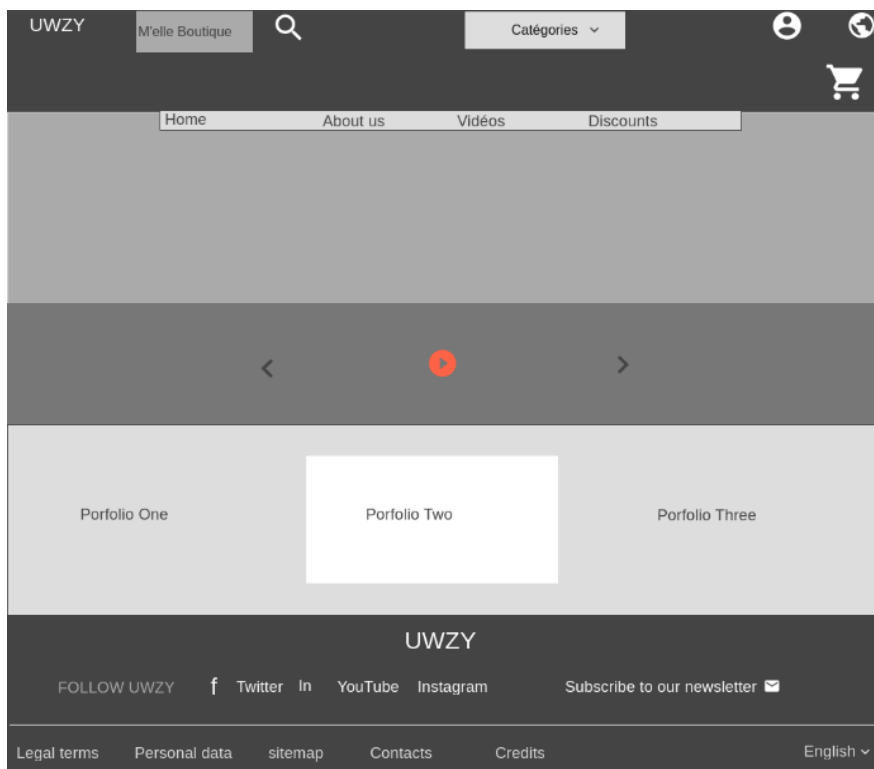 UWZY M'elle Boutique Catégories
Home About us Vidéos Discounts
Porfolio One Porfolio Two Porfolio Three
UWZY
FOLLOW UWZY f Twitter In YouTube Instagram Subscribe to our newsletter
Legal terms Personal data sitemap Contacts Credits English